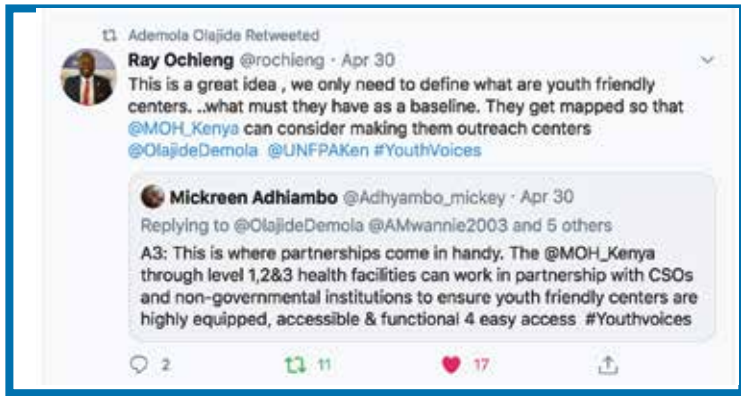 Ademola Olajide Retweeted
Ray Ochieng @rochieng · Apr 30
This is a great idea , we only need to define what are youth friendly
centers. ..what must they have as a baseline. They get mapped so that
@MOH_Kenya can consider making them outreach centers
@OlajideDemola @UNFPAKen #YouthVoices
Mickreen Adhiambo @Adhyambo_mickey · Apr 30
Replying to @OlajideDemola @AMwannie2003 and 5 others
A3: This is where partnerships come in handy. The @MOH_Kenya
through level 1,2&3 health facilities can work in partnership with CSOs
and non-governmental institutions to ensure youth friendly centers are
highly equipped, accessible & functional 4 easy access #Youthvoices
2 11 17